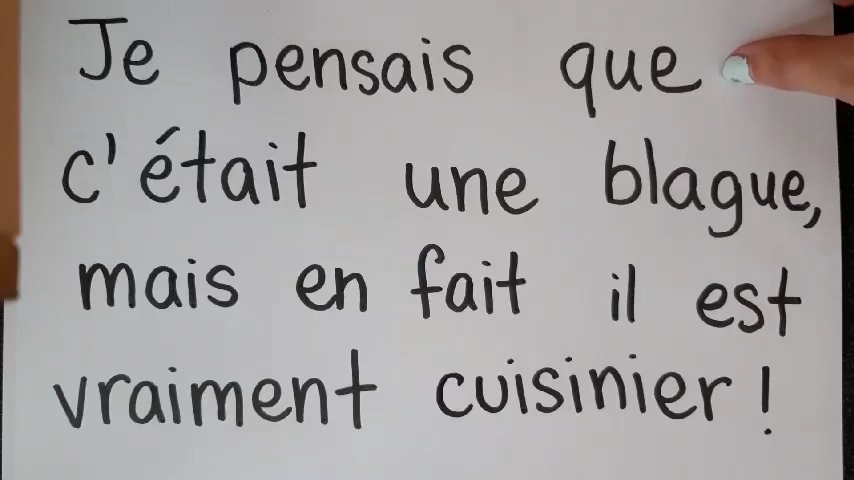 Je pensais que
c'était une blague,
mais en fait il est
vraiment cuisinier !